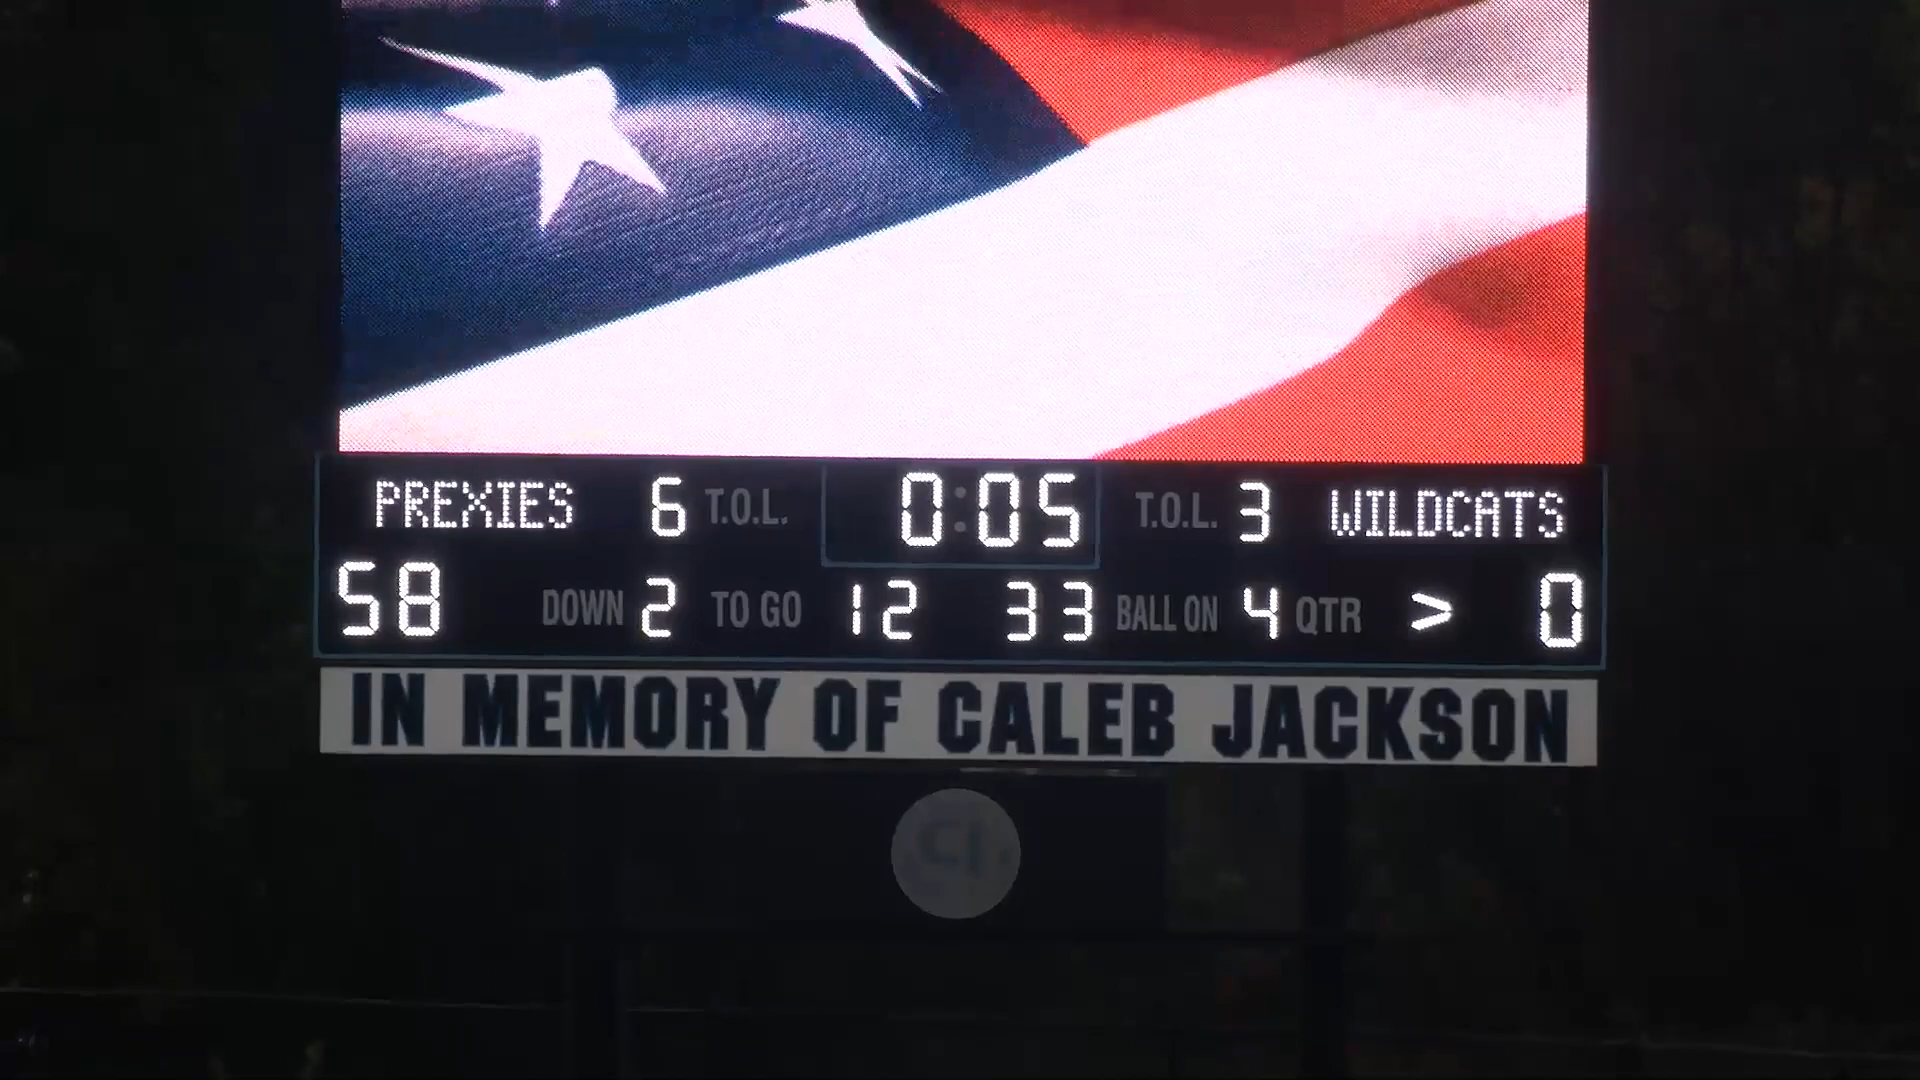 PREXIES 6 T.O.L. 0:05 T.O.L. 3 WILDCATS
58 DOWN 2 TO GO 12 33 BALL ON 4 QTR > 0
IN MEMORY OF CALEB JACKSON